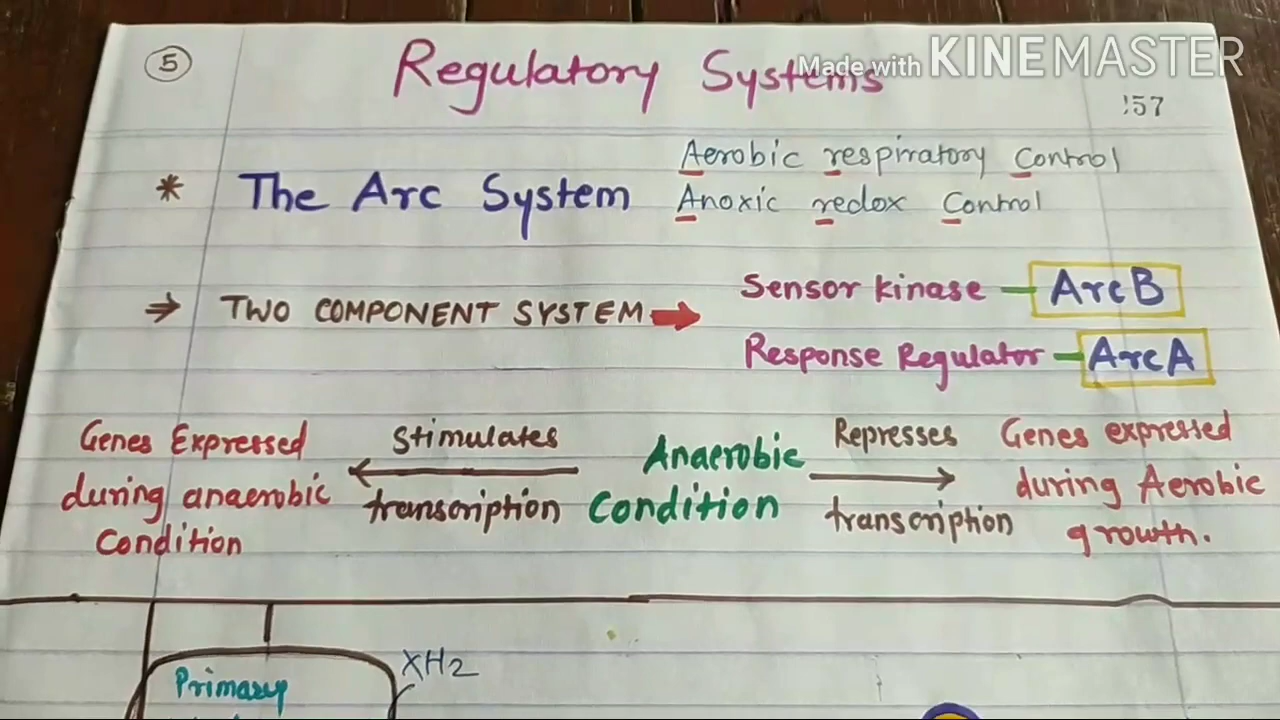 5
Regulatory Systems
Made with KINEMASTER
157
* The Arc System
Aerobic respiratory Control
Anoxic redox Control
⇒ TWO COMPONENT SYSTEM ➡
Sensor kinase — ArcB
Response Regulator — ArcA
Genes Expressed
during anaerobic
Condition
Stimulates
transcription
Anaerobic
Condition
Represses
transcription
Genes expressed
during Aerobic
growth.
XH2
Primary